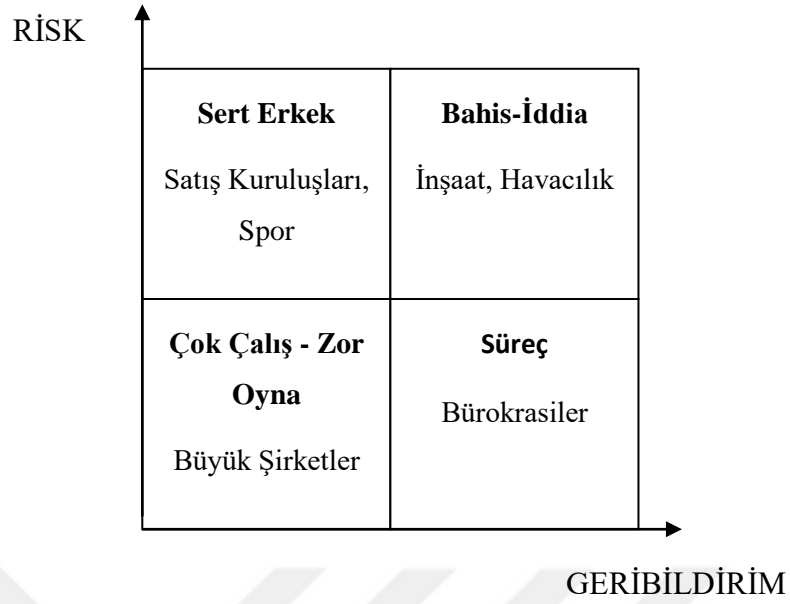 RİSK
Sert Erkek
Satış Kuruluşları,
Spor
Bahis-İddia
İnşaat, Havacılık
Çok Çalış - Zor
Oyna
Büyük Şirketler
Süreç
Bürokrasiler
GERİBİLDİRİM